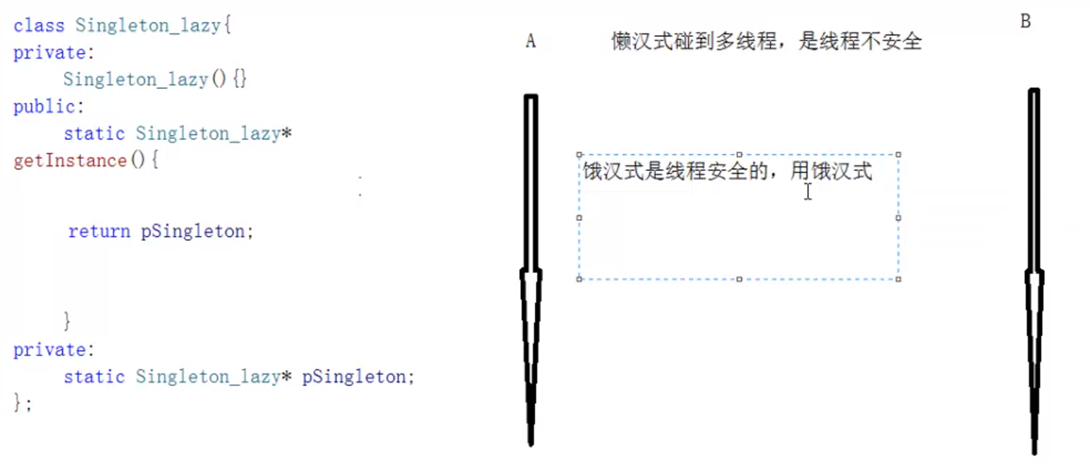 class Singleton_lazy{
private:
Singleton_lazy(){}
public:
static Singleton_lazy*
getInstance(){
return pSingleton;
}
private:
static Singleton_lazy* pSingleton;
};
A
懒汉式碰到多线程，是线程不安全
B
饿汉式是线程安全的，用饿汉式